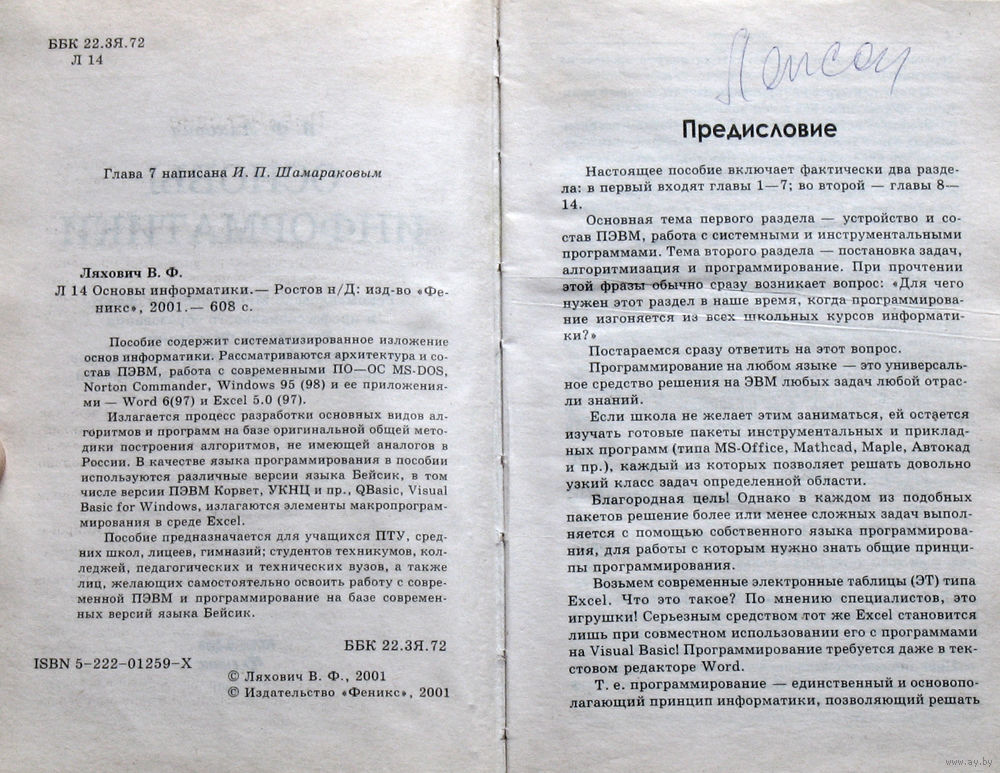 ББК 22.3Я.72
Л 14
Глава 7 написана И. П. Шамараковым
Ляхович В. Ф.
Л 14 Основы информатики.— Ростов н/Д: изд-во «Фе-
никс», 2001.— 608 с.
Пособие содержит систематизированное изложение
основ информатики. Рассматриваются архитектура и со-
став ПЭВМ, работа с современными ПО—ОС MS-DOS,
Norton Commander, Windows 95 (98) и ее приложения-
ми — Word 6(97) и Excel 5.0 (97).
Излагается процесс разработки основных видов ал-
горитмов и программ на базе оригинальной общей мето-
дики построения алгоритмов, не имеющей аналогов в
России. В качестве языка программирования в пособии
используются различные версии языка Бейсик, в том
числе версии ПЭВМ Корвет, УКНЦ и пр., QBasic, Visual
Basic for Windows, излагаются элементы макропрограм-
мирования в среде Excel.
Пособие предназначается для учащихся ПТУ, сред-
них школ, лицеев, гимназий; студентов техникумов, кол-
леджей, педагогических и технических вузов, а также
лиц, желающих самостоятельно освоить работу с совре-
менной ПЭВМ и программирование на базе современ-
ных версий языка Бейсик.
ББК 22.3Я.72
ISBN 5-222-01259-X
© Ляхович В. Ф., 2001
© Издательство «Феникс», 2001
Предисловие
Настоящее пособие включает фактически два разде-
ла: в первый входят главы 1—7; во второй — главы 8—
14.
Основная тема первого раздела — устройство и со-
став ПЭВМ, работа с системными и инструментальными
программами. Тема второго раздела — постановка задач,
алгоритмизация и программирование. При прочтении
этой фразы обычно сразу возникает вопрос: «Для чего
нужен этот раздел в наше время, когда программирова-
ние изгоняется из всех школьных курсов информати-
ки?»
Постараемся сразу ответить на этот вопрос.
Программирование на любом языке — это универсаль-
ное средство решения на ЭВМ любых задач любой отрас-
ли знаний.
Если школа не желает этим заниматься, ей остается
изучать готовые пакеты инструментальных и приклад-
ных программ (типа MS-Office, Mathcad, Maple, Автокад
и пр.), каждый из которых позволяет решать довольно
узкий класс задач определенной области.
Благородная цель! Однако в каждом из подобных
пакетов решение более или менее сложных задач выпол-
няется с помощью собственного языка программирова-
ния, для работы с которым нужно знать общие принци-
пы программирования.
Возьмем современные электронные таблицы (ЭТ) типа
Excel. Что это такое? По мнению специалистов, это
игрушки! Серьезным средством тот же Excel становится
лишь при совместном использовании его с программами
на Visual Basic! Программирование требуется даже в тек-
стовом редакторе Word.
Т. е. программирование — единственный и основопо-
лагающий принцип информатики, позволяющий решать
www.ay.by